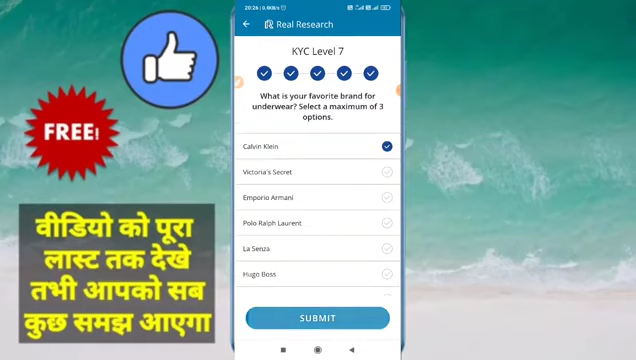 20:26 | 0.4KB/s
Real Research
KYC Level 7
What is your favorite brand for
underwear? Select a maximum of 3
options.
Calvin Klein
Victoria's Secret
Emporio Armani
Polo Ralph Laurent
La Senza
Hugo Boss
SUBMIT
FREE!
वीडियो को पूरा
लास्ट तक देखे
तभी आपको सब
कुछ समझ आएगा